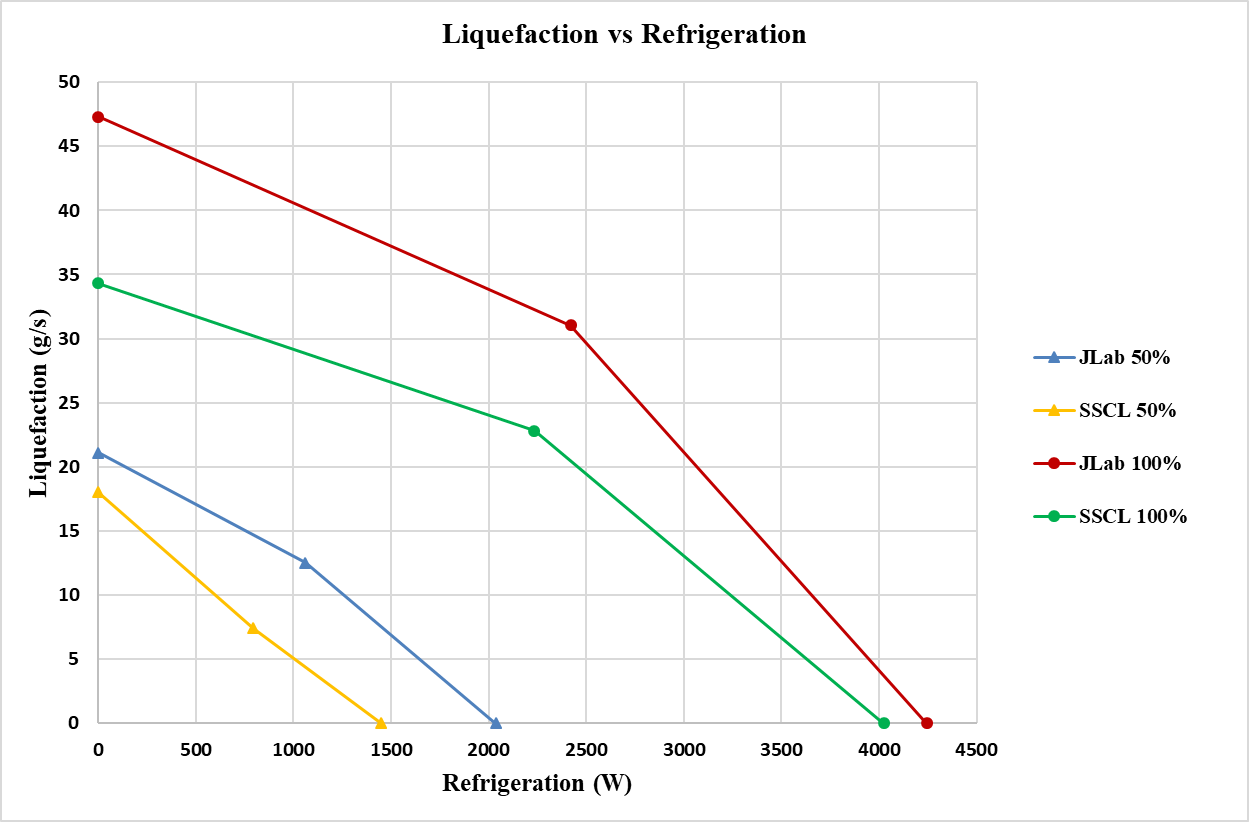 Liquefaction vs Refrigeration
50
45
40
35
30
25
20
15
10
5
0
Liquefaction (g/s)
0 500 1000 1500 2000 2500 3000 3500 4000 4500
Refrigeration (W)
JLab 50%
SSCL 50%
JLab 100%
SSCL 100%